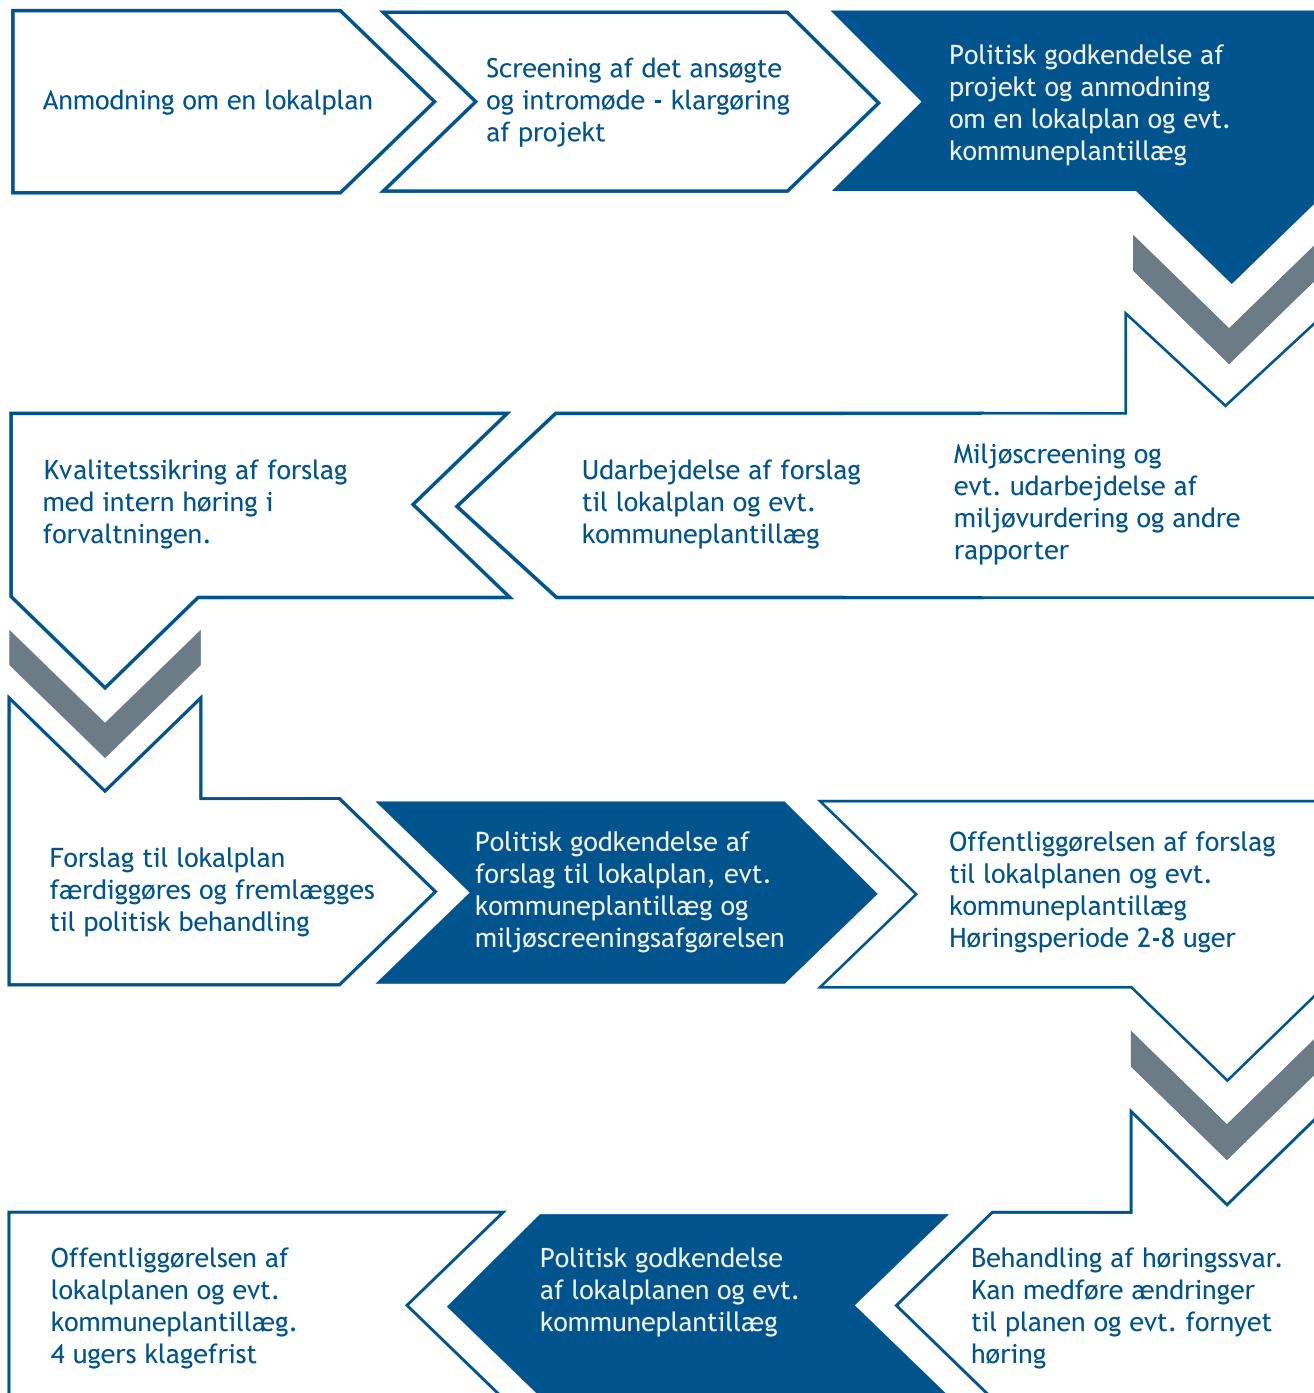 Anmodning om en lokalplan
Screening af det ansøgte
og intromøde - klargøring
af projekt
Politisk godkendelse af
projekt og anmodning
om en lokalplan og evt.
kommuneplantillæg
Miljøscreening og
evt. udarbejdelse af
miljøvurdering og andre
rapporter
Udarbejdelse af forslag
til lokalplan og evt.
kommuneplantillæg
Kvalitetssikring af forslag
med intern høring i
forvaltningen.
Forslag til lokalplan
færdiggøres og fremlægges
til politisk behandling
Politisk godkendelse af
forslag til lokalplan, evt.
kommuneplantillæg og
miljøscreeningsafgørelsen
Offentliggørelsen af forslag
til lokalplanen og evt.
kommuneplantillæg
Høringsperiode 2-8 uger
Behandling af høringssvar.
Kan medføre ændringer
til planen og evt. fornyet
høring
Politisk godkendelse
af lokalplanen og evt.
kommuneplantillæg
Offentliggørelsen af
lokalplanen og evt.
kommuneplantillæg.
4 ugers klagefrist